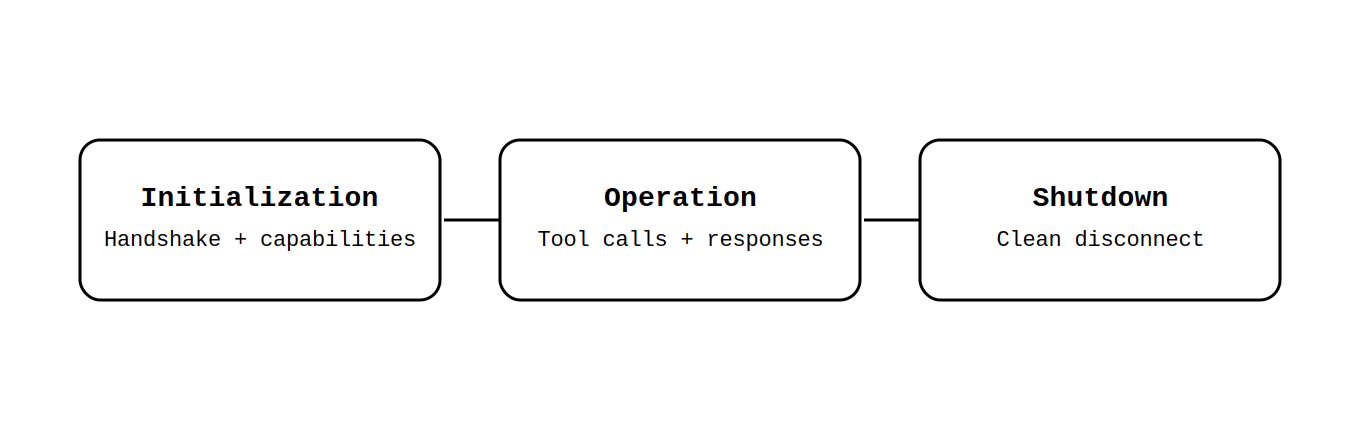 Initialization
Handshake + capabilities
Operation
Tool calls + responses
Shutdown
Clean disconnect